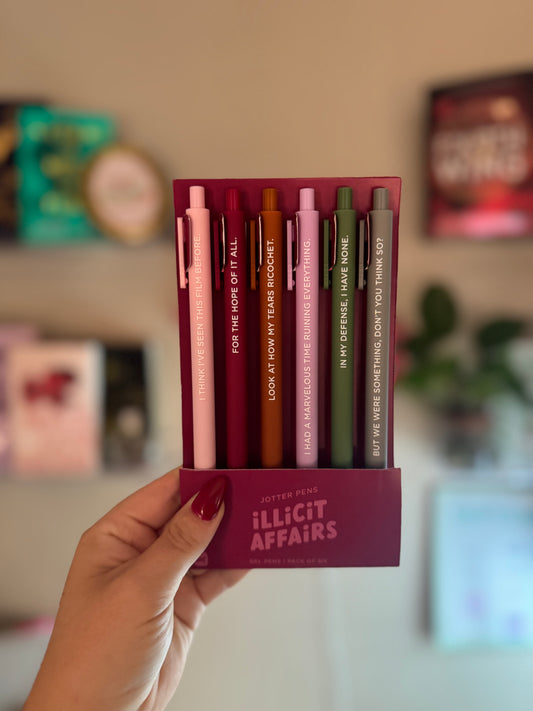 I THINK I'VE SEEN THIS FILM BEFORE.
FOR THE HOPE OF IT ALL.
LOOK AT HOW MY TEARS RICOCHET.
I HAD A MARVELOUS TIME RUINING EVERYTHING.
IN MY DEFENSE, I HAVE NONE.
BUT WE WERE SOMETHING, DON'T YOU THINK SO?
JOTTER PENS
iLLiCiT
AFFAiRS
GEL PENS | PACK OF SIX
WING